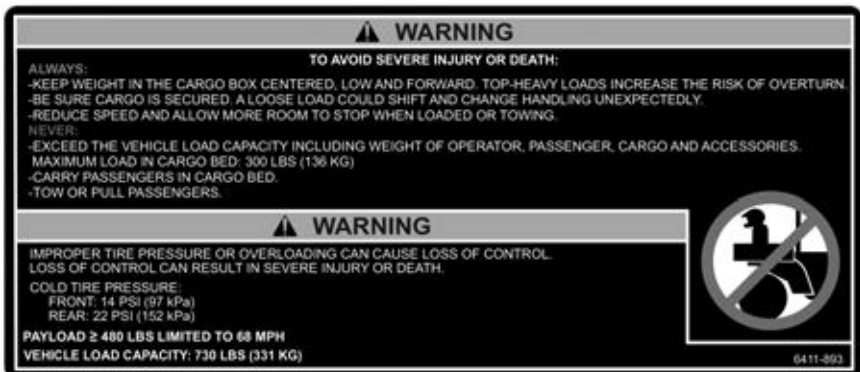 WARNING
TO AVOID SEVERE INJURY OR DEATH:
ALWAYS:
-KEEP WEIGHT IN THE CARGO BOX CENTERED, LOW AND FORWARD. TOP-HEAVY LOADS INCREASE THE RISK OF OVERTURN.
-BE SURE CARGO IS SECURED. A LOOSE LOAD COULD SHIFT AND CHANGE HANDLING UNEXPECTEDLY.
-REDUCE SPEED AND ALLOW MORE ROOM TO STOP WHEN LOADED OR TOWING.
NEVER:
-EXCEED THE VEHICLE LOAD CAPACITY INCLUDING WEIGHT OF OPERATOR, PASSENGER, CARGO AND ACCESSORIES.
MAXIMUM LOAD IN CARGO BED: 300 LBS (136 KG)
-CARRY PASSENGERS IN CARGO BED.
-TOW OR PULL PASSENGERS.
WARNING
IMPROPER TIRE PRESSURE OR OVERLOADING CAN CAUSE LOSS OF CONTROL.
LOSS OF CONTROL CAN RESULT IN SEVERE INJURY OR DEATH.
COLD TIRE PRESSURE:
FRONT: 14 PSI (97 kPa)
REAR: 22 PSI (152 kPa)
PAYLOAD ≥ 480 LBS LIMITED TO 68 MPH
VEHICLE LOAD CAPACITY: 730 LBS (331 KG)
6411-893